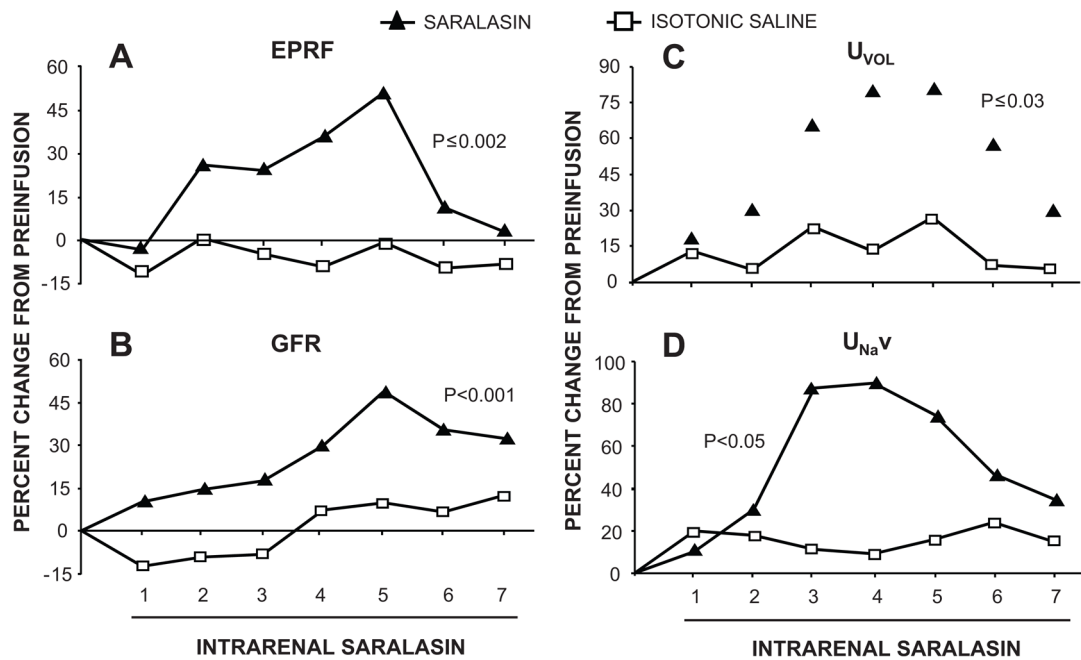 SARALASIN
ISOTONIC SALINE
A
EPRF
60
45
30
15
0
-15
P≤0.002
PERCENT CHANGE FROM PREINFUSION
B
GFR
60
45
30
15
0
-15
P<0.001
1 2 3 4 5 6 7
INTRARENAL SARALASIN
C
UVOL
90
75
60
45
30
15
0
P≤0.03
PERCENT CHANGE FROM PREINFUSION
D
UNaV
100
80
60
40
20
0
P<0.05
1 2 3 4 5 6 7
INTRARENAL SARALASIN